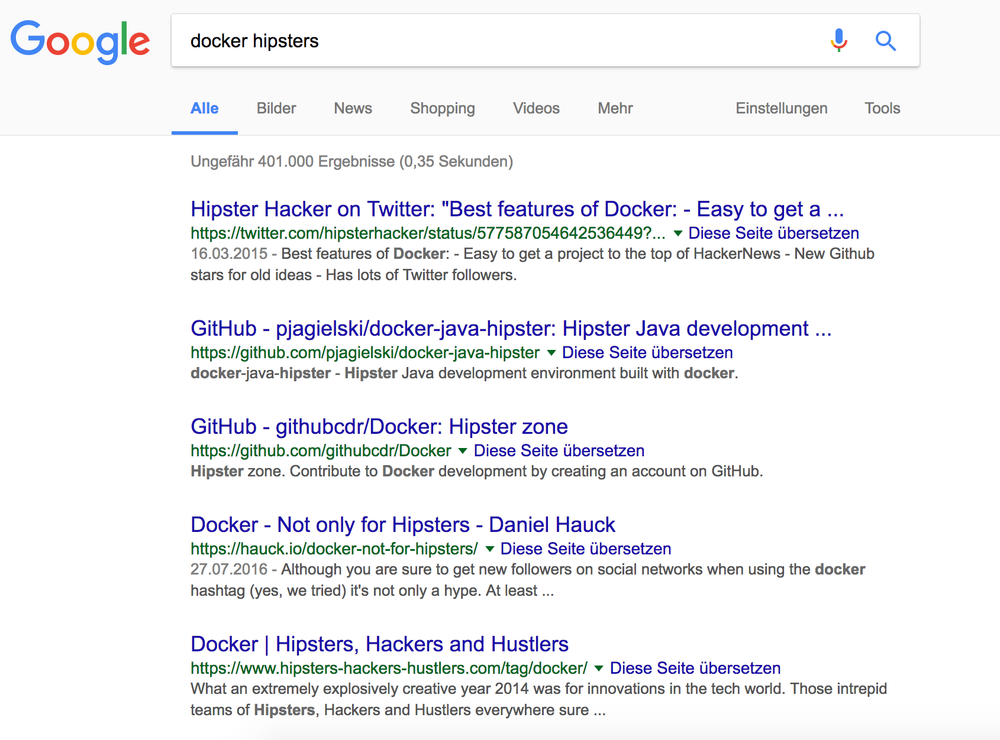 Google
docker hipsters
Alle Bilder News Shopping Videos Mehr Einstellungen Tools
Ungefähr 401.000 Ergebnisse (0,35 Sekunden)
Hipster Hacker on Twitter: "Best features of Docker: - Easy to get a ...
https://twitter.com/hipsterhacker/status/577587054642536449?... Diese Seite übersetzen
16.03.2015 - Best features of Docker: - Easy to get a project to the top of HackerNews - New Github
stars for old ideas - Has lots of Twitter followers.
GitHub - pjagielski/docker-java-hipster: Hipster Java development ...
https://github.com/pjagielski/docker-java-hipster Diese Seite übersetzen
docker-java-hipster - Hipster Java development environment built with docker.
GitHub - githubcdr/Docker: Hipster zone
https://github.com/githubcdr/Docker Diese Seite übersetzen
Hipster zone. Contribute to Docker development by creating an account on GitHub.
Docker - Not only for Hipsters - Daniel Hauck
https://hauck.io/docker-not-for-hipsters/ Diese Seite übersetzen
27.07.2016 - Although you are sure to get new followers on social networks when using the docker
hashtag (yes, we tried) it's not only a hype. At least ...
Docker | Hipsters, Hackers and Hustlers
https://www.hipsters-hackers-hustlers.com/tag/docker/ Diese Seite übersetzen
What an extremely explosively creative year 2014 was for innovations in the tech world. Those intrepid
teams of Hipsters, Hackers and Hustlers everywhere sure ...